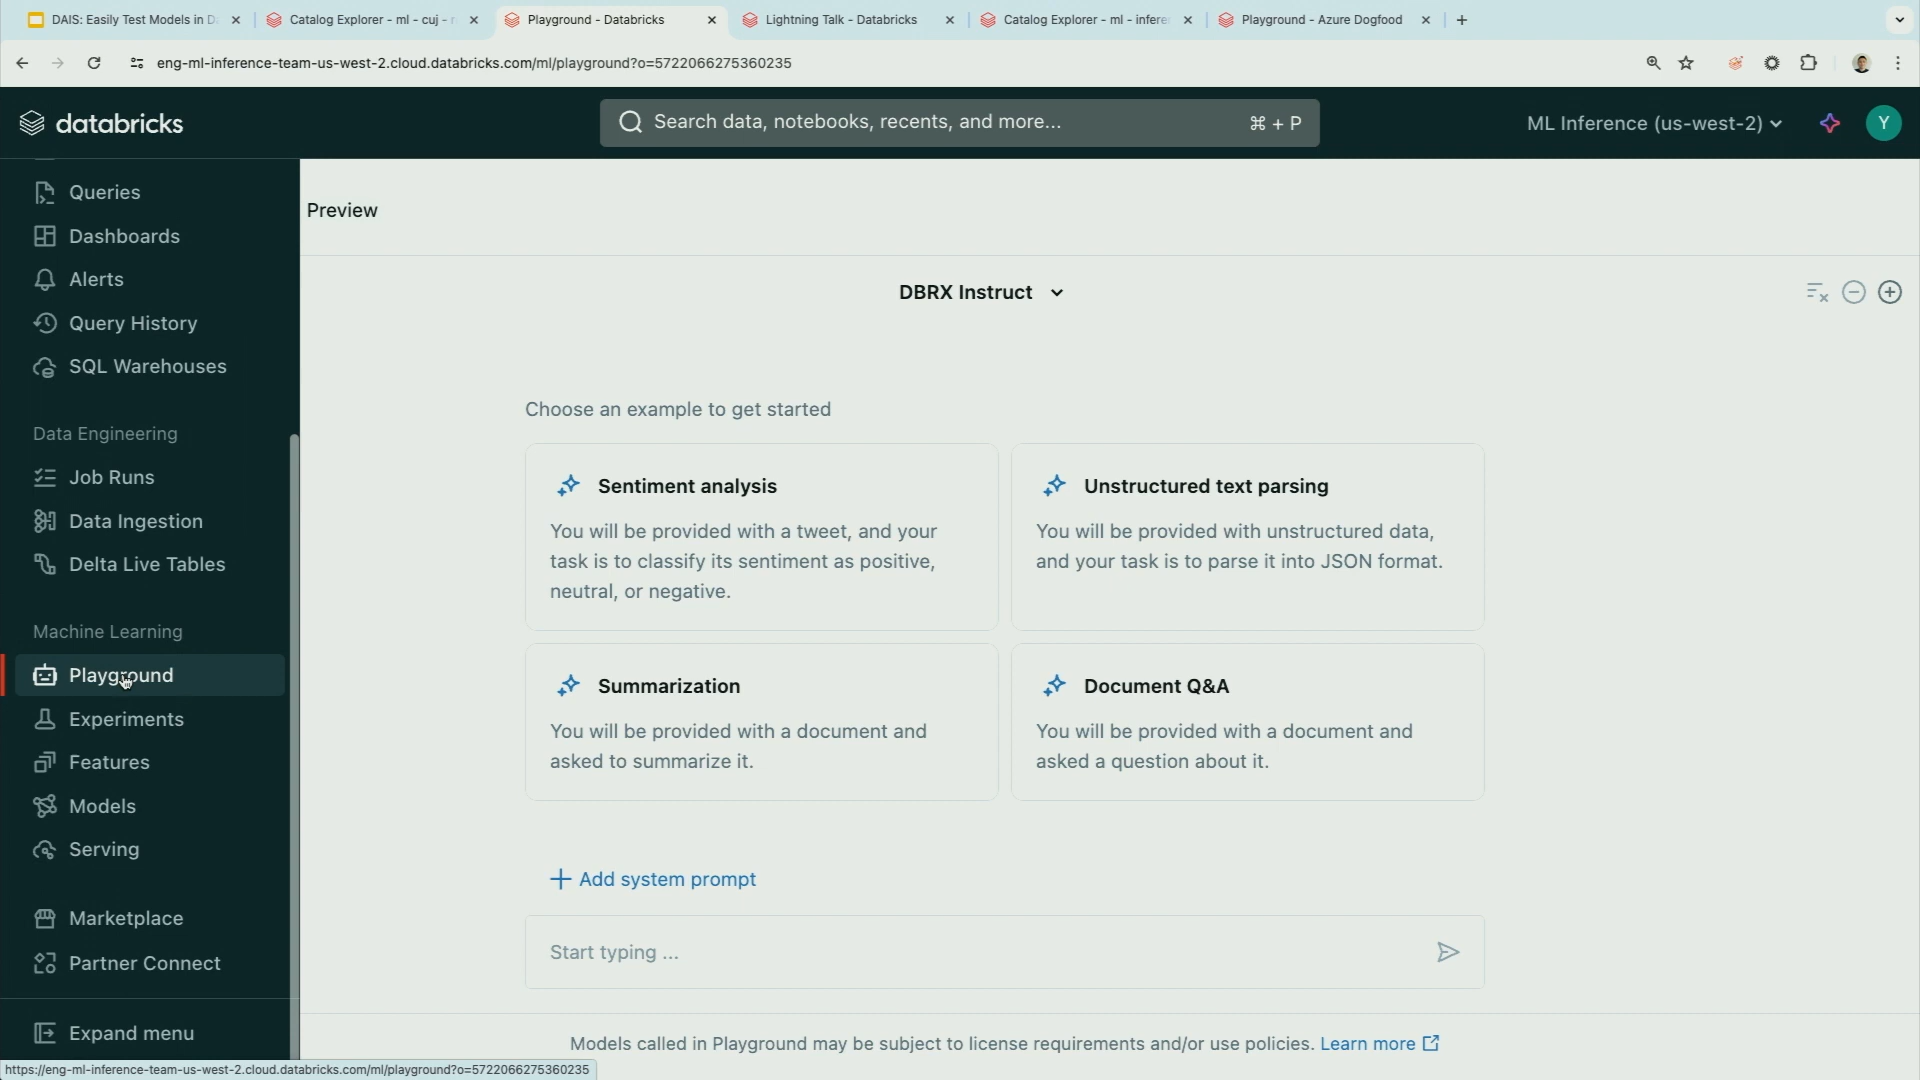 DAIS: Easily Test Models in D
Catalog Explorer - ml - cuj - r
Playground - Databricks
Lightning Talk - Databricks
Catalog Explorer - ml - infere
Playground - Azure Dogfood
eng-ml-inference-team-us-west-2.cloud.databricks.com/ml/playground?o=5722066275360235
databricks
Search data, notebooks, recents, and more...
⌘ + P
ML Inference (us-west-2)
Y
Queries
Dashboards
Alerts
Query History
SQL Warehouses
Data Engineering
Job Runs
Data Ingestion
Delta Live Tables
Machine Learning
Playground
Experiments
Features
Models
Serving
Marketplace
Partner Connect
Expand menu
Preview
DBRX Instruct
Choose an example to get started
Sentiment analysis
You will be provided with a tweet, and your
task is to classify its sentiment as positive,
neutral, or negative.
Unstructured text parsing
You will be provided with unstructured data,
and your task is to parse it into JSON format.
Summarization
You will be provided with a document and
asked to summarize it.
Document Q&A
You will be provided with a document and
asked a question about it.
Add system prompt
Start typing ...
Models called in Playground may be subject to license requirements and/or use policies. Learn more
https://eng-ml-inference-team-us-west-2.cloud.databricks.com/ml/playground?o=5722066275360235